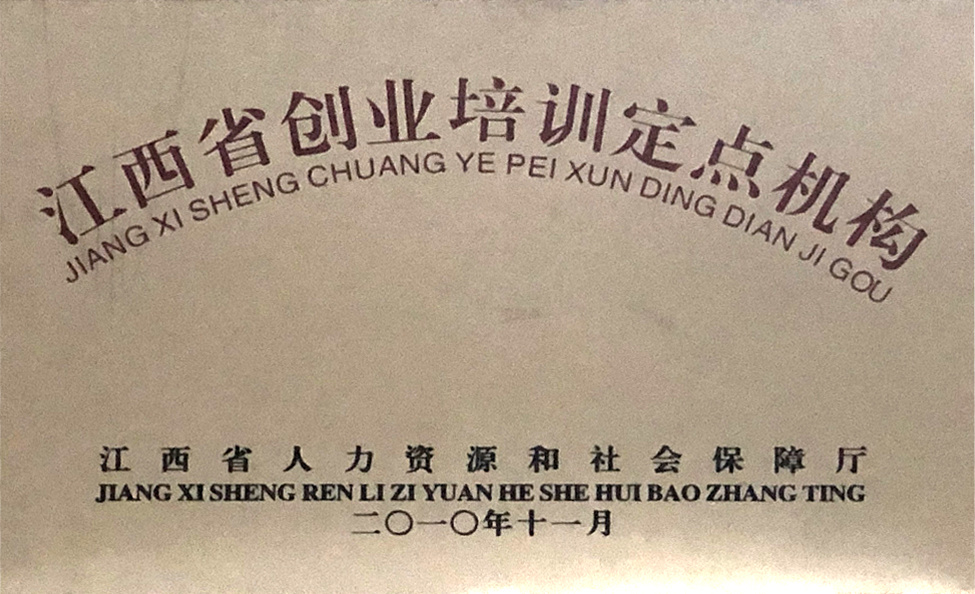 江西省创业培训定点机构
JIANG XI SHENG CHUANG YE PEI XUN DING DIAN JI GOU
江西省人力资源和社会保障厅
JIANG XI SHENG REN LI ZI YUAN HE SHE HUI BAO ZHANG TING
二〇一〇年十一月